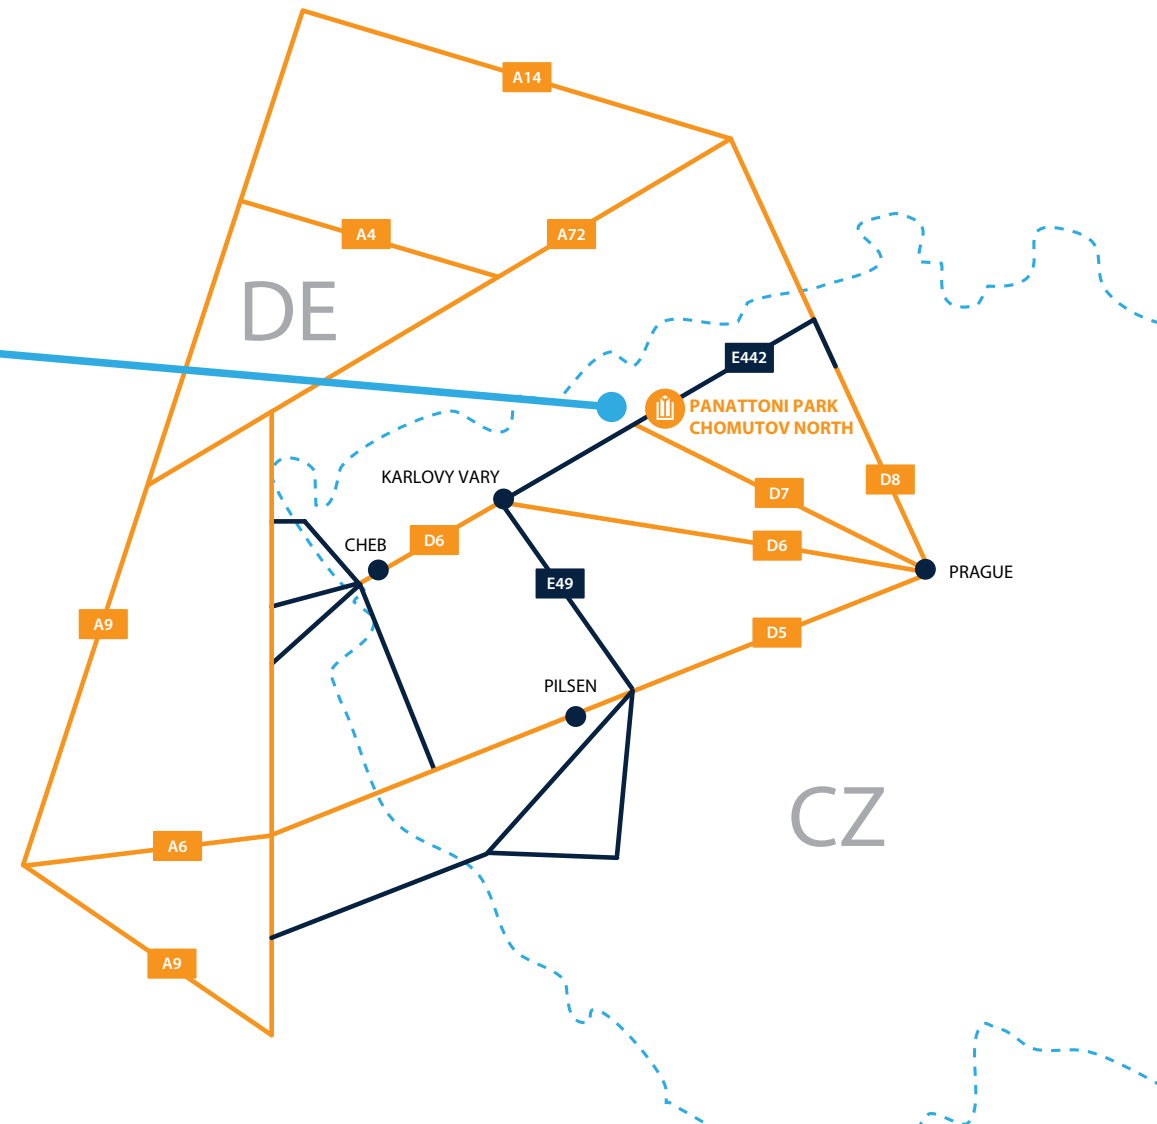 A14
A4
A72
DE
E442
PANATTONI PARK
CHOMUTOV NORTH
KARLOVY VARY
D7
D8
CHEB
D6
D6
PRAGUE
E49
A9
D5
PILSEN
CZ
A6
A9